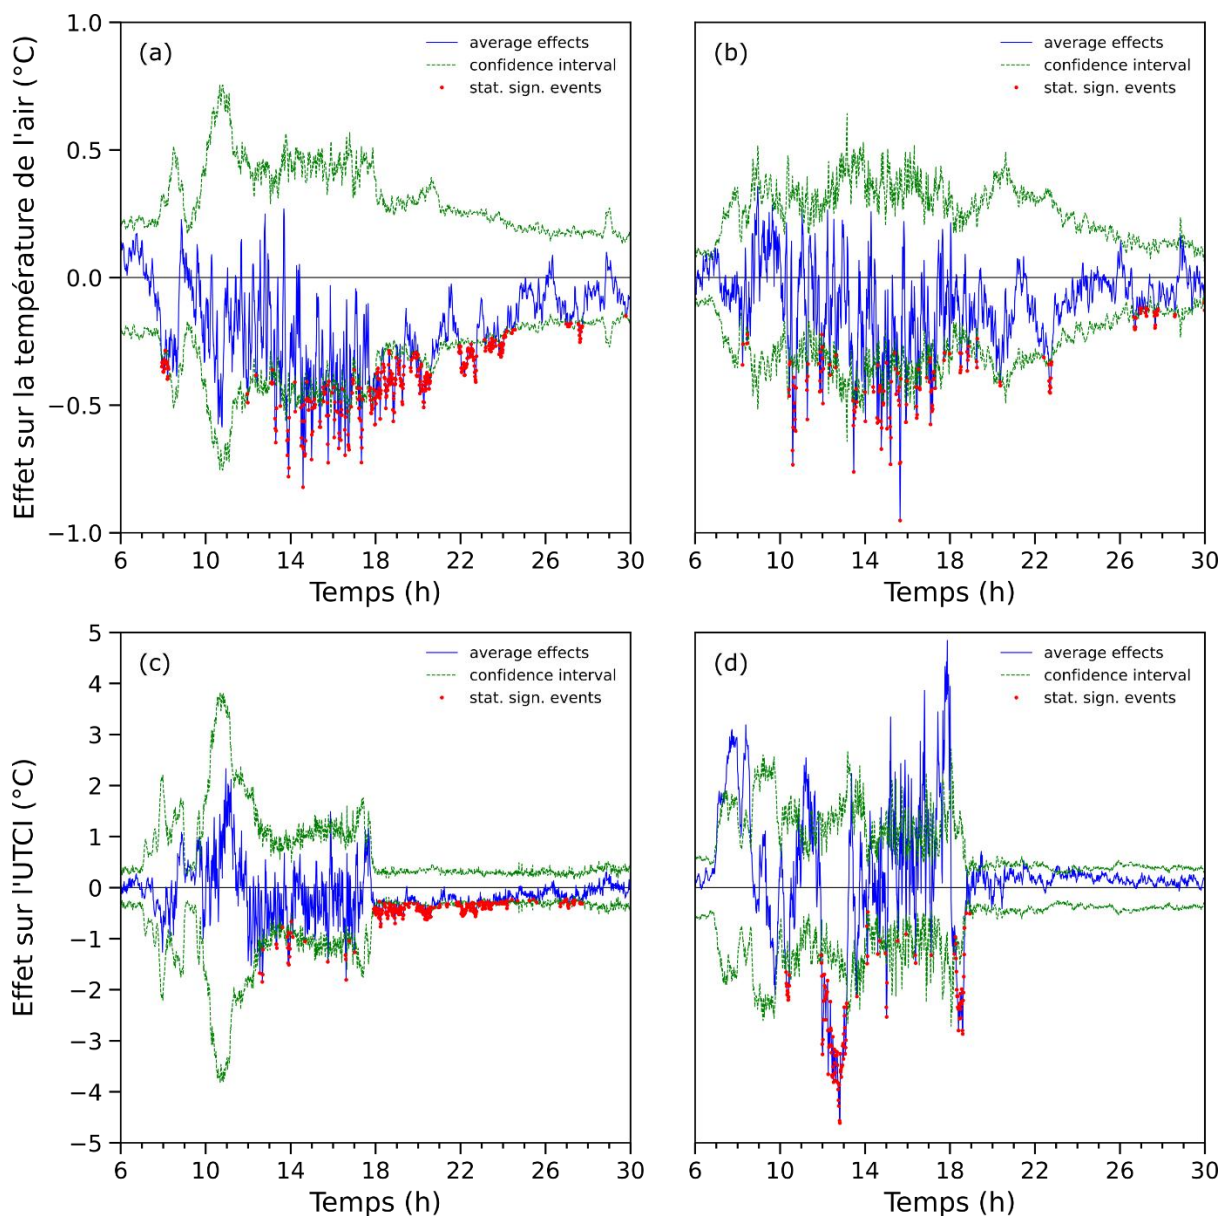 (a)
average effects
confidence interval
stat. sign. events
Effet sur la température de l'air (°C)
1.0
0.5
0.0
−0.5
−1.0
6 10 14 18 22 26 30
Temps (h)
(b)
average effects
confidence interval
stat. sign. events
6 10 14 18 22 26 30
Temps (h)
(c)
average effects
confidence interval
stat. sign. events
Effet sur l'UTCI (°C)
5
4
3
2
1
0
−1
−2
−3
−4
−5
6 10 14 18 22 26 30
Temps (h)
(d)
average effects
confidence interval
stat. sign. events
6 10 14 18 22 26 30
Temps (h)